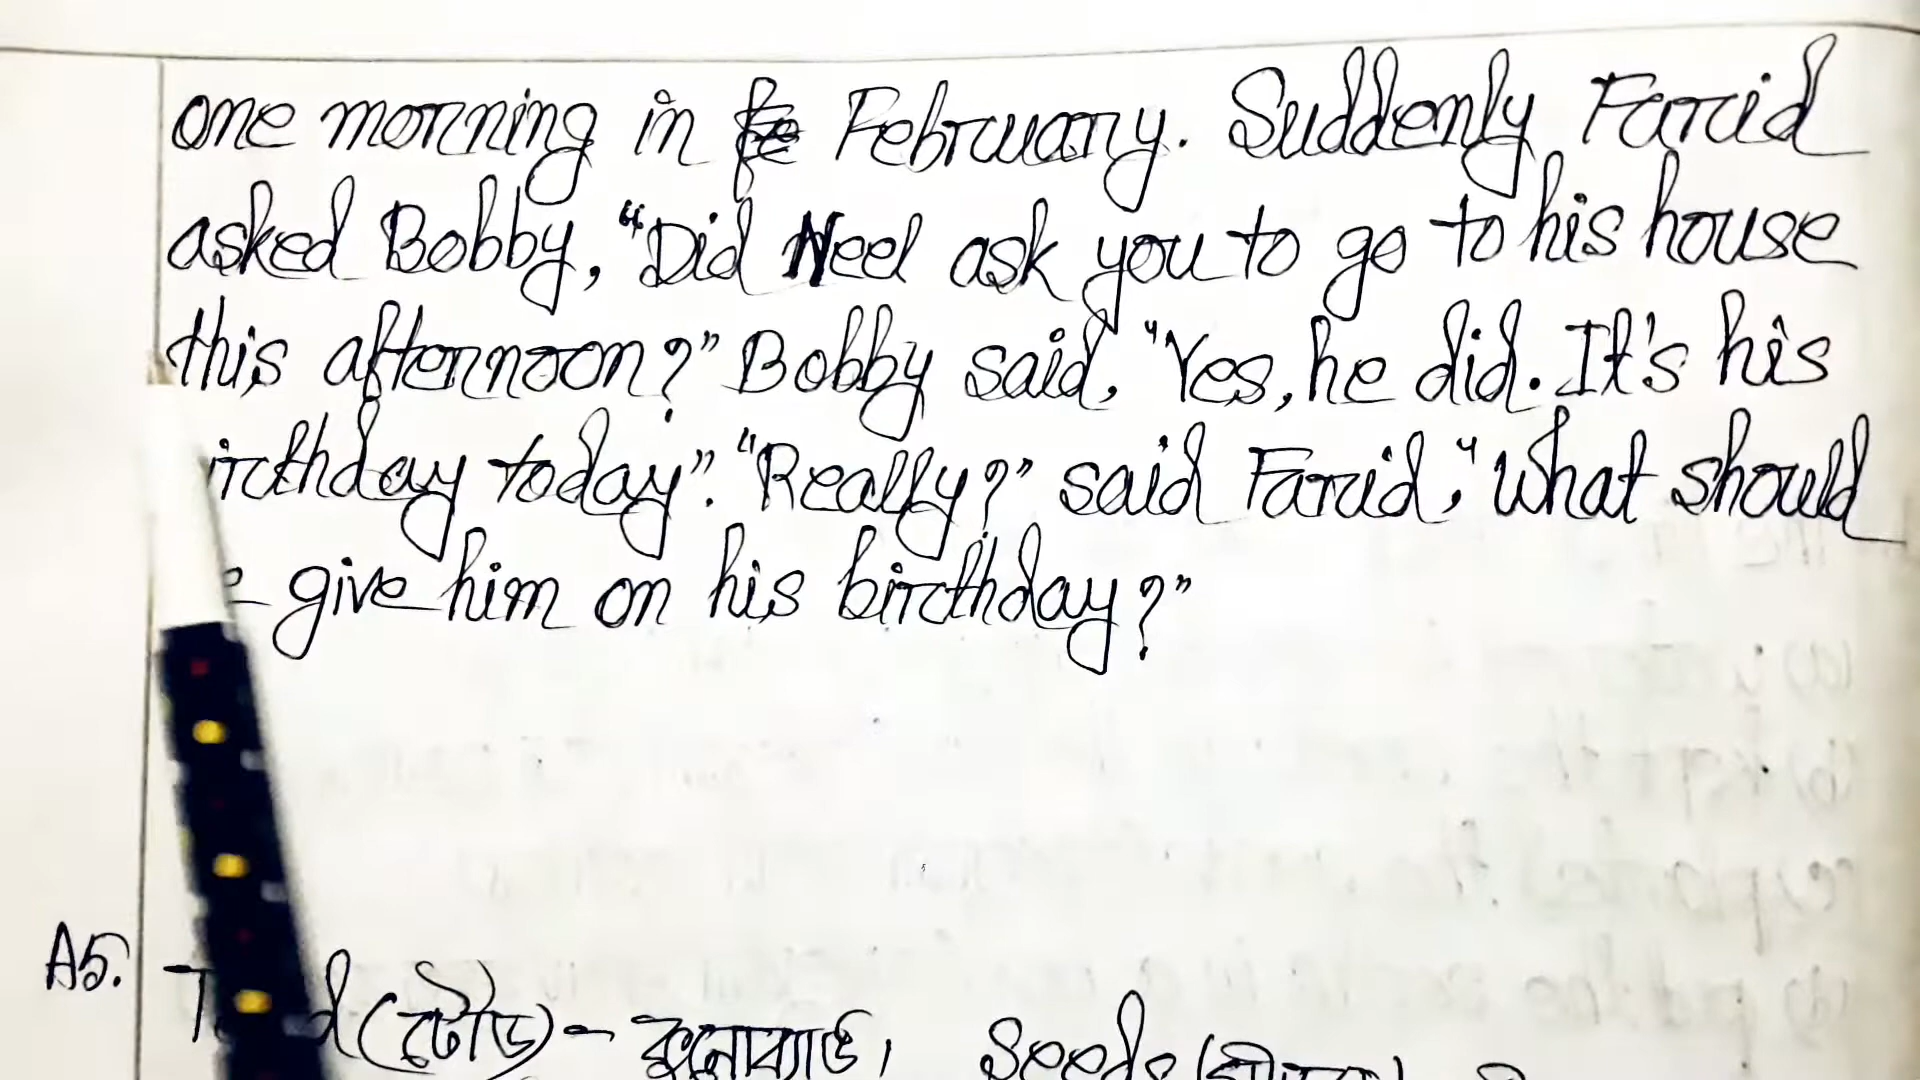 one morning in February. Suddenly Farid
asked Bobby, "Did Neel ask you to go to his house
this afternoon?" Bobby said, "Yes, he did. It's his
irthday today". "Really?" said Farid, "What should
give him on his birthday?"
A5.
(টোড)- কুনোব্যাঙ।